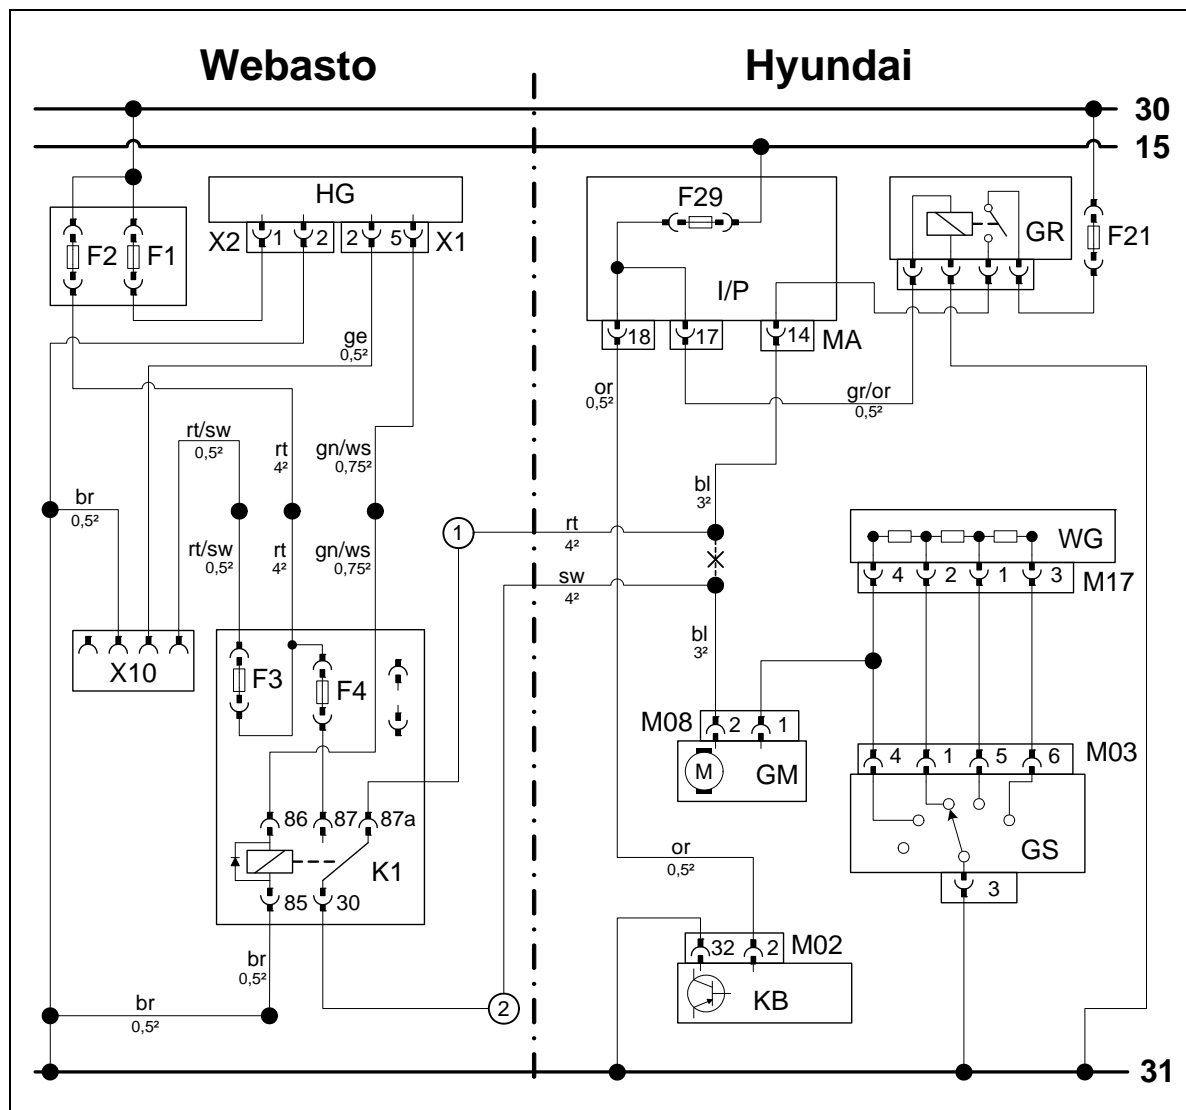 Webasto Hyundai
30
15
HG
F29
F2 F1 X2 1 2 2 5 X1
GR F21
I/P
18 17 14 MA
ge
0,5²
or
0,5²
gr/or
0,5²
rt/sw
0,5²
rt
4²
gn/ws
0,75²
br
0,5²
bl
3²
1
rt
4²
WG
rt/sw
0,5²
rt
4²
gn/ws
0,75²
sw
4²
4 2 1 3 M17
bl
3²
X10
F3 F4
M08 2 1
M GM
4 1 5 6 M03
86 87 87a
GS
K1
85 30
3
or
0,5²
br
0,5²
32 2 M02
KB
br
0,5²
2
31